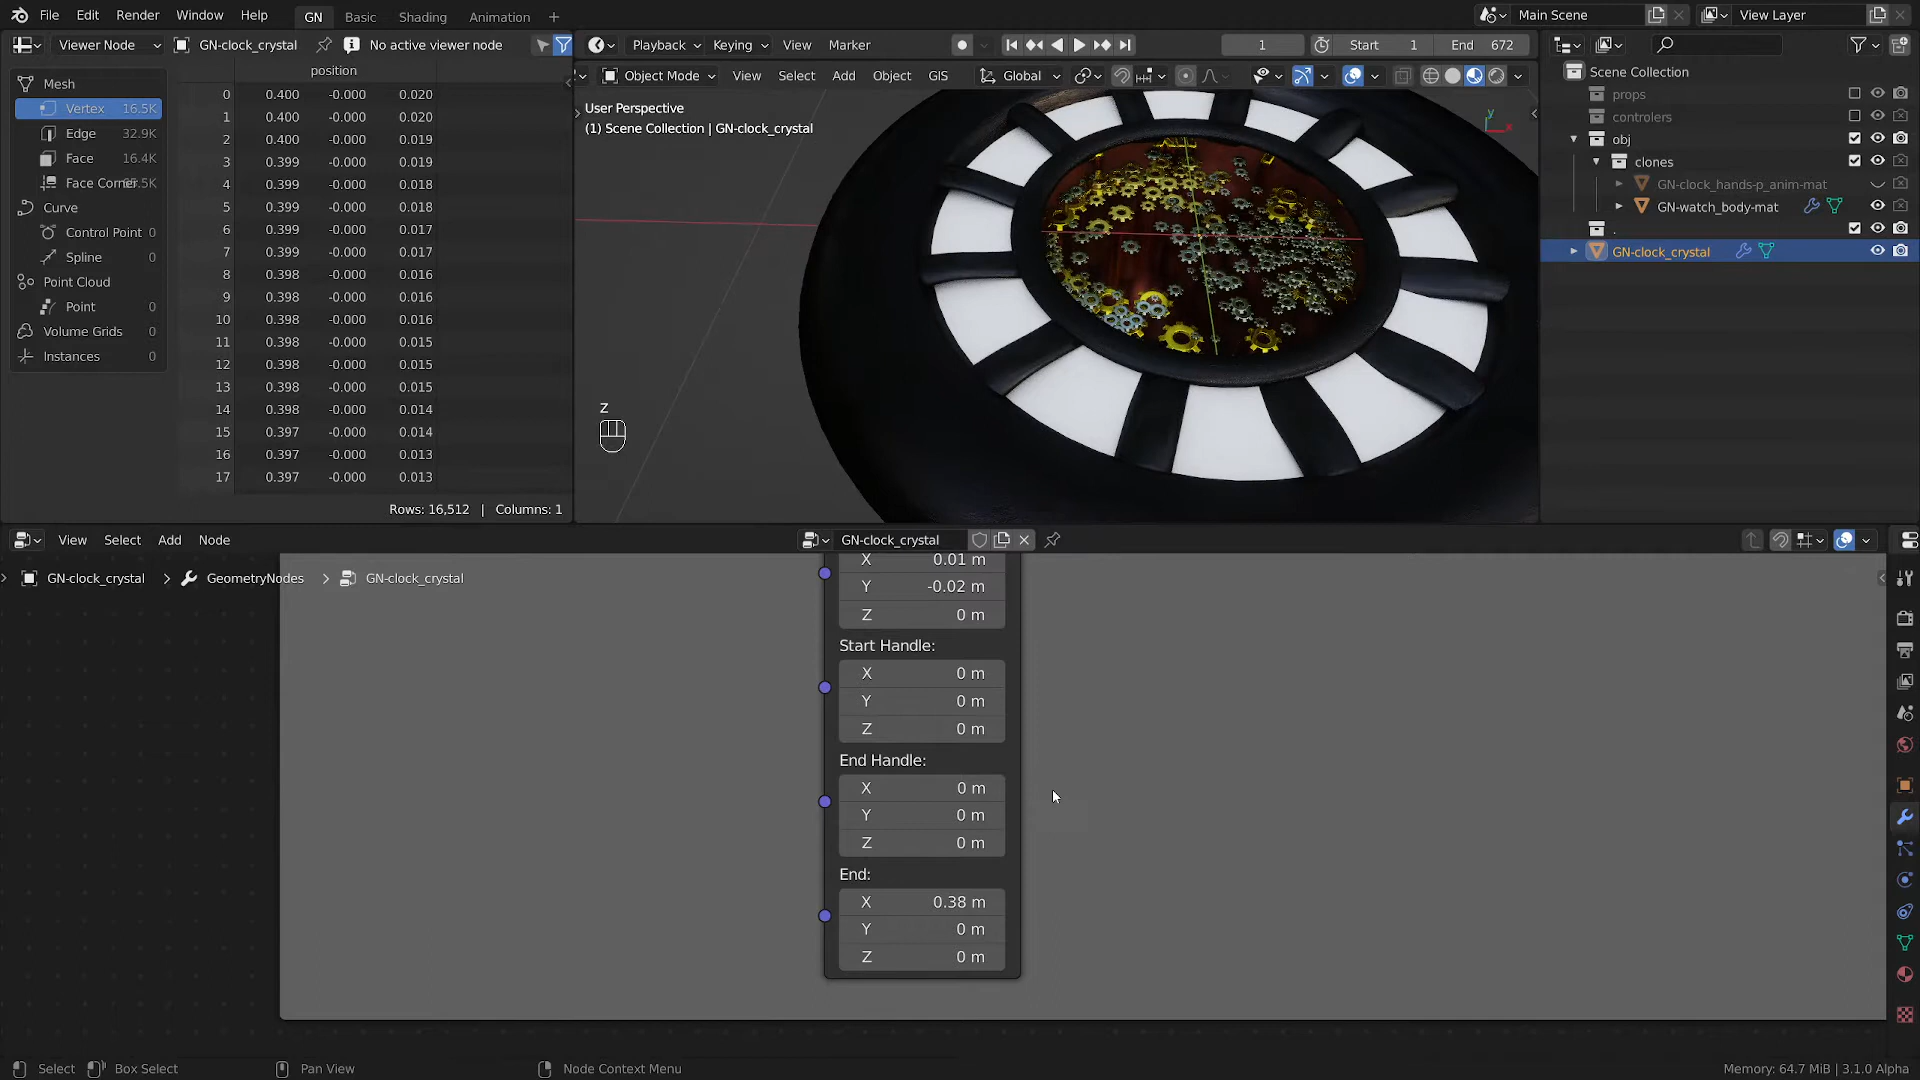 File Edit Render Window Help GN Basic Shading Animation + Main Scene View Layer
Viewer Node GN-clock_crystal No active viewer node Playback Keying View Marker 1 Start 1 End 672
Object Mode View Select Add Object GIS Global
position
Mesh
Vertex 16.5K
Edge 32.9K
Face 16.4K
Face Corner
Curve
Control Point 0
Spline 0
Point Cloud
Point 0
Volume Grids 0
Instances 0
0 0.400 -0.000 0.020
1 0.400 -0.000 0.020
2 0.400 -0.000 0.019
3 0.399 -0.000 0.019
4 0.399 -0.000 0.018
5 0.399 -0.000 0.018
6 0.399 -0.000 0.017
7 0.399 -0.000 0.017
8 0.398 -0.000 0.016
9 0.398 -0.000 0.016
10 0.398 -0.000 0.016
11 0.398 -0.000 0.015
12 0.398 -0.000 0.015
13 0.398 -0.000 0.015
14 0.398 -0.000 0.014
15 0.397 -0.000 0.014
16 0.397 -0.000 0.013
17 0.397 -0.000 0.013
Rows: 16,512 | Columns: 1
User Perspective
(1) Scene Collection | GN-clock_crystal
y
x
z
Scene Collection
props
controlers
obj
clones
GN-clock_hands-p_anim-mat
GN-watch_body-mat
.
GN-clock_crystal
View Select Add Node GN-clock_crystal
GN-clock_crystal > GeometryNodes > GN-clock_crystal
X 0.01 m
Y -0.02 m
Z 0 m
Start Handle:
X 0 m
Y 0 m
Z 0 m
End Handle:
X 0 m
Y 0 m
Z 0 m
End:
X 0.38 m
Y 0 m
Z 0 m
Select Box Select Pan View Node Context Menu Memory: 64.7 MiB | 3.1.0 Alpha